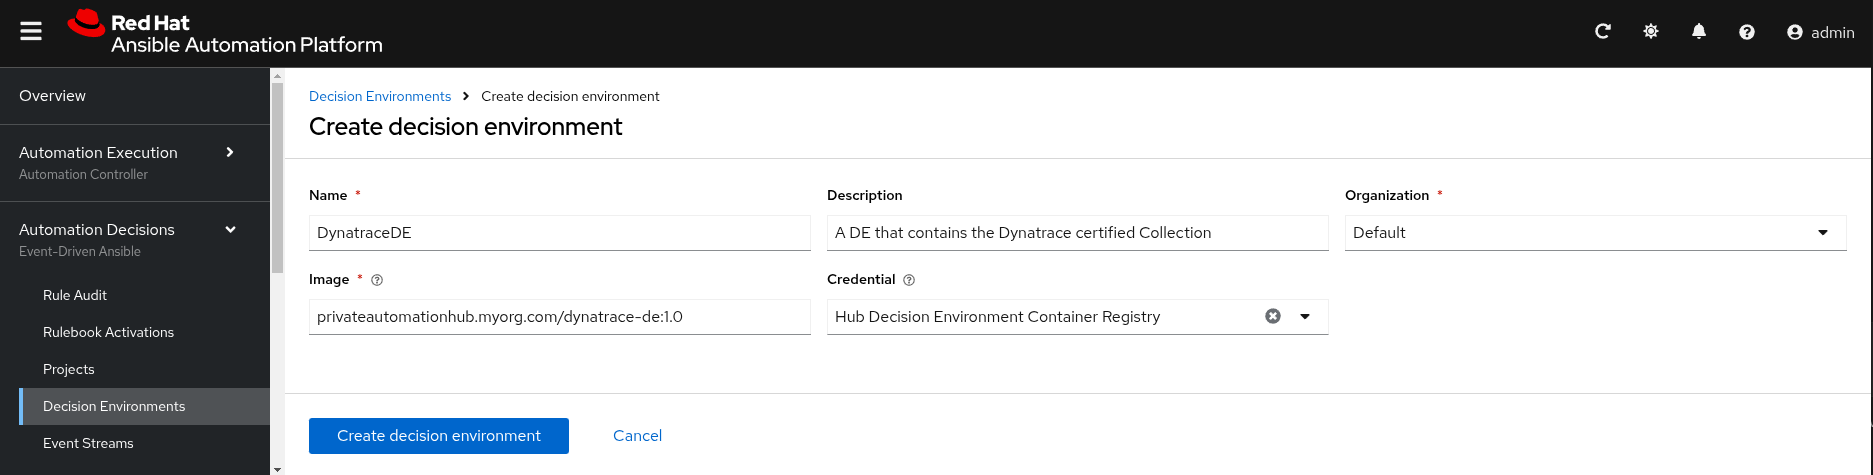 Red Hat
Ansible Automation Platform
admin
Overview
Automation Execution
Automation Controller
Automation Decisions
Event-Driven Ansible
Rule Audit
Rulebook Activations
Projects
Decision Environments
Event Streams
Decision Environments > Create decision environment
Create decision environment
Name * Description Organization *
DynatraceDE A DE that contains the Dynatrace certified Collection Default
Image * Credential
privateautomationhub.myorg.com/dynatrace-de:1.0 Hub Decision Environment Container Registry
Create decision environment Cancel